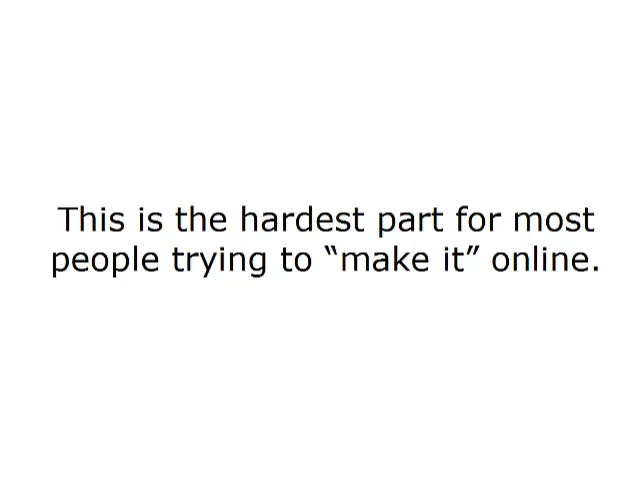 This is the hardest part for most
people trying to “make it” online.